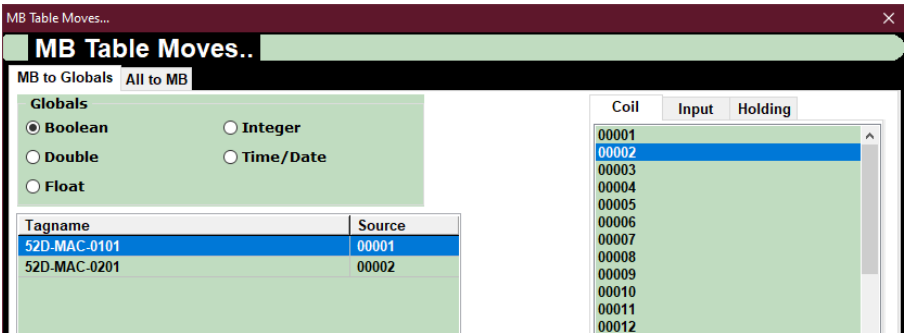 MB Table Moves...
MB Table Moves..
MB to Globals All to MB
Globals
Boolean Integer
Double Time/Date
Float
Tagname Source
52D-MAC-0101 00001
52D-MAC-0201 00002
Coil Input Holding
00001
00002
00003
00004
00005
00006
00007
00008
00009
00010
00011
00012